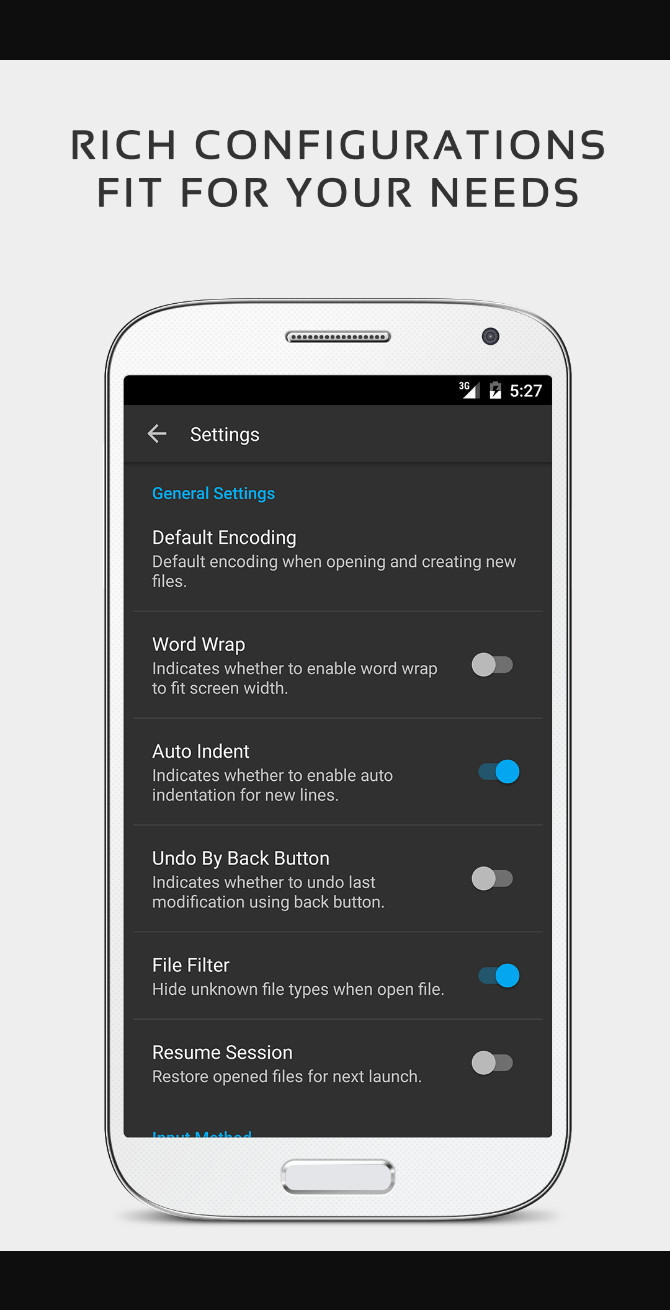 RICH CONFIGURATIONS
FIT FOR YOUR NEEDS
3G 5:27
Settings
General Settings
Default Encoding
Default encoding when opening and creating new
files.
Word Wrap
Indicates whether to enable word wrap
to fit screen width.
Auto Indent
Indicates whether to enable auto
indentation for new lines.
Undo By Back Button
Indicates whether to undo last
modification using back button.
File Filter
Hide unknown file types when open file.
Resume Session
Restore opened files for next launch.
Input Method